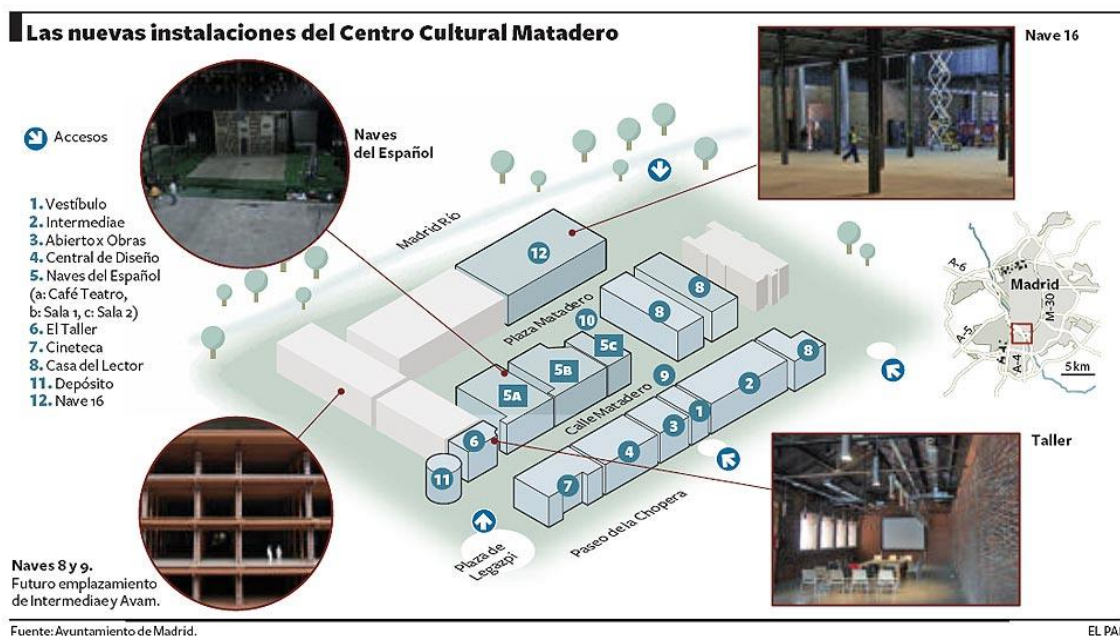 Las nuevas instalaciones del Centro Cultural Matadero
Nave 16
Naves
del Español
Accesos
1. Vestíbulo
2. Intermediae
3. Abierto x Obras
4. Central de Diseño
5. Naves del Español
(a: Café Teatro,
b: Sala 1, c: Sala 2)
6. El Taller
7. Cineteca
8. Casa del Lector
11. Depósito
12. Nave 16
Madrid Río
12
Plaza Matadero
8
8
10
5C
5B
5A
8
9
2
Calle Matadero
1
3
4
6
11
7
Plaza de
Legazpi
Paseo de la Chopera
A-6
Madrid
M-30
A-5
A-4
5 km
Taller
Naves 8 y 9.
Futuro emplazamiento
de Intermediae y Avam.
Fuente: Ayuntamiento de Madrid.
EL PAÍ